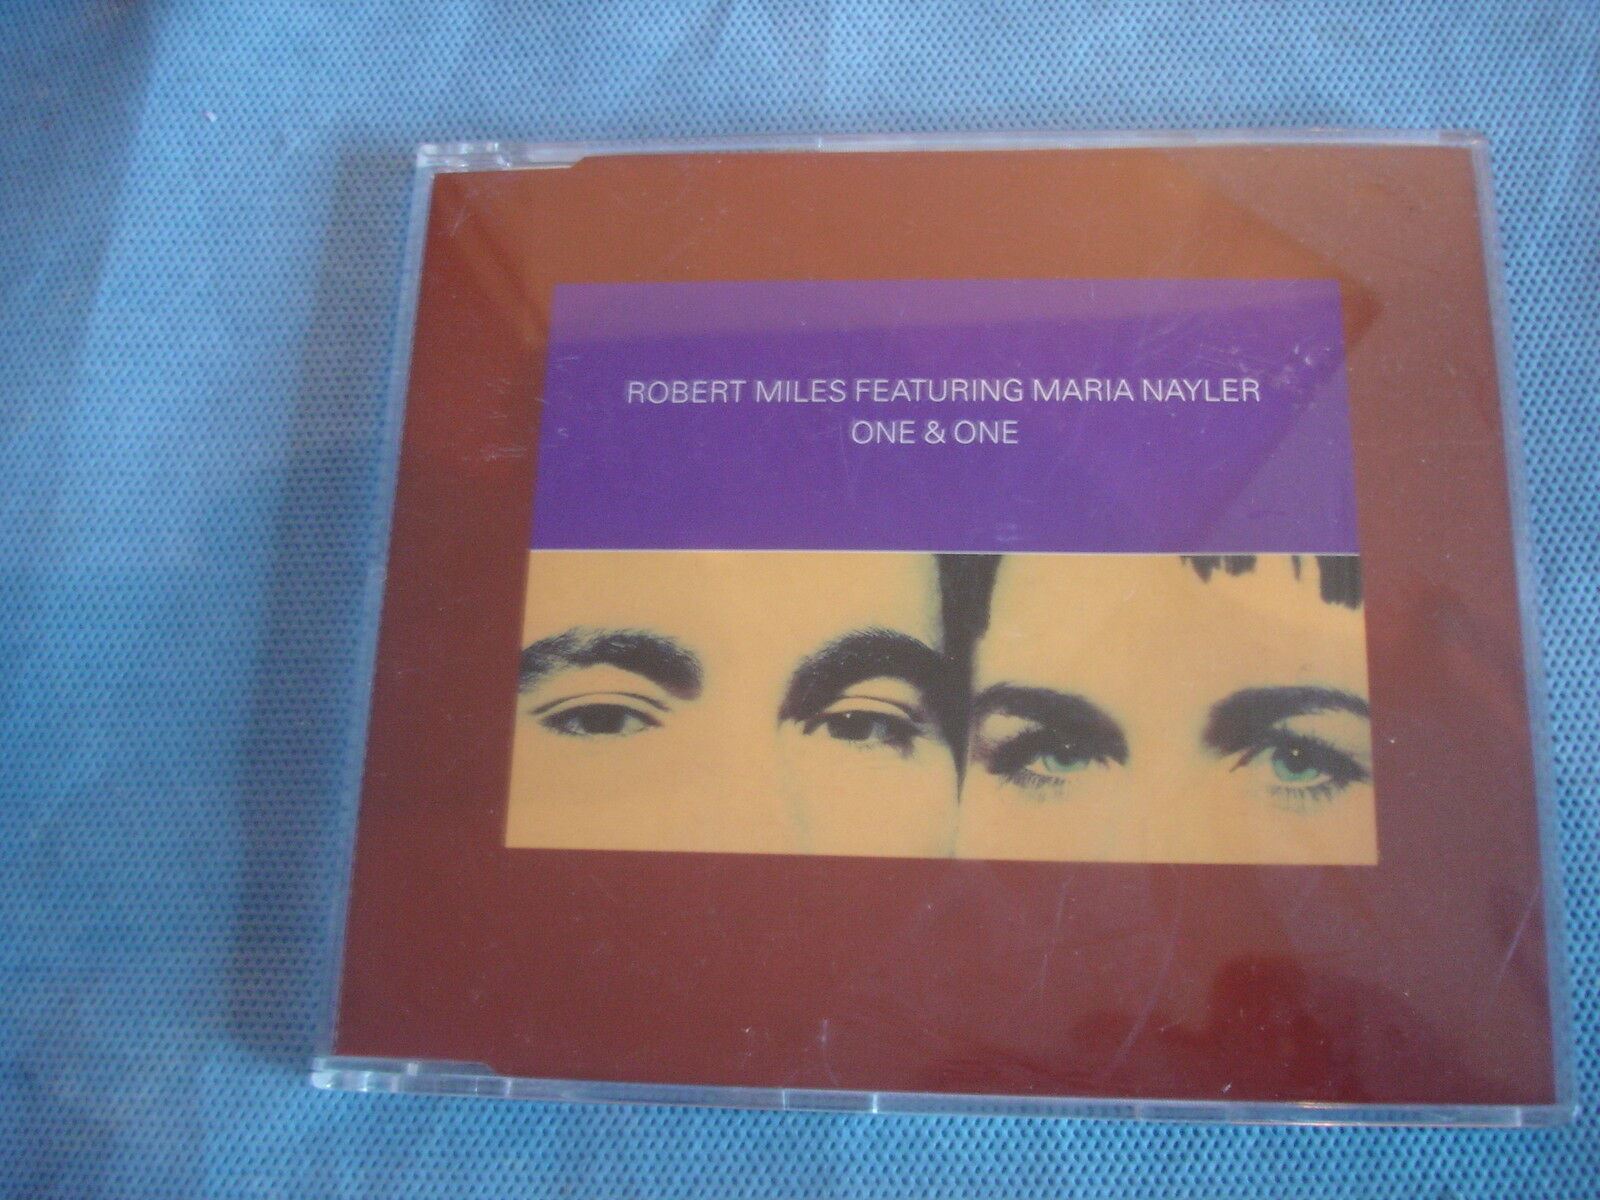 ROBERT MILES FEATURING MARIA NAYLER
ONE & ONE